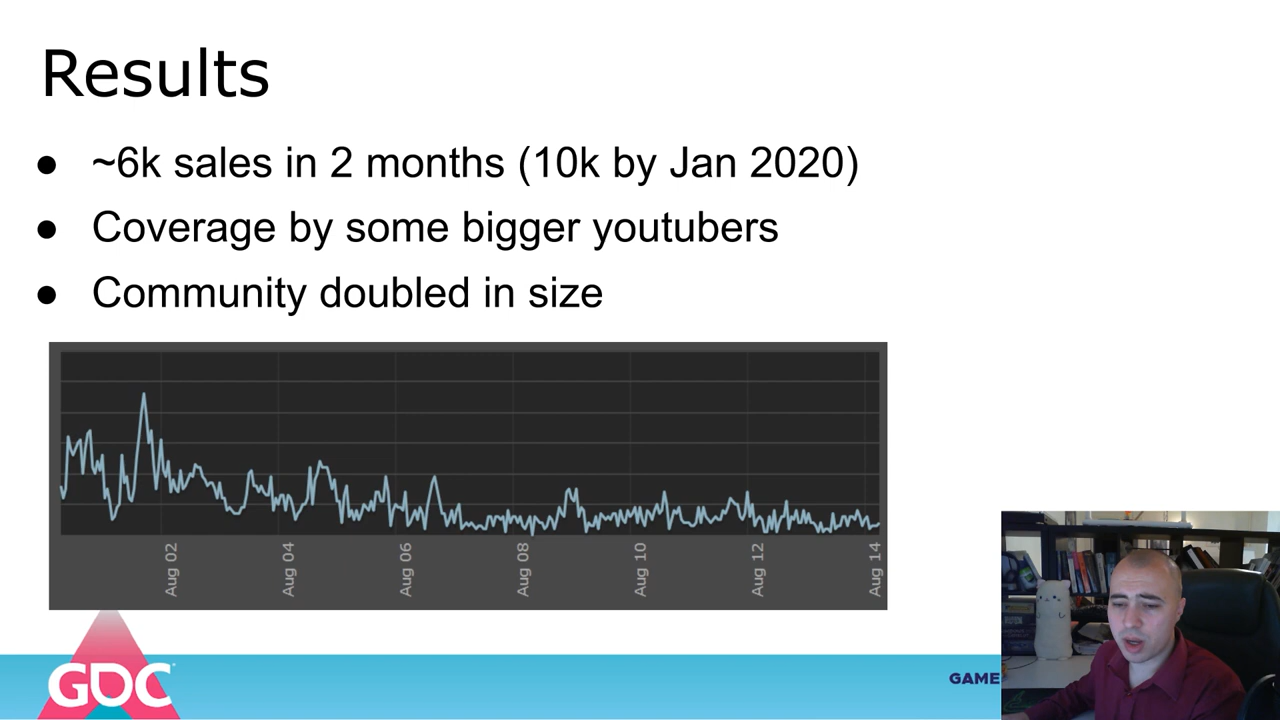 Results
● ~6k sales in 2 months (10k by Jan 2020)
● Coverage by some bigger youtubers
● Community doubled in size
Aug 02
Aug 04
Aug 06
Aug 08
Aug 10
Aug 12
Aug 14
GDC
GAME